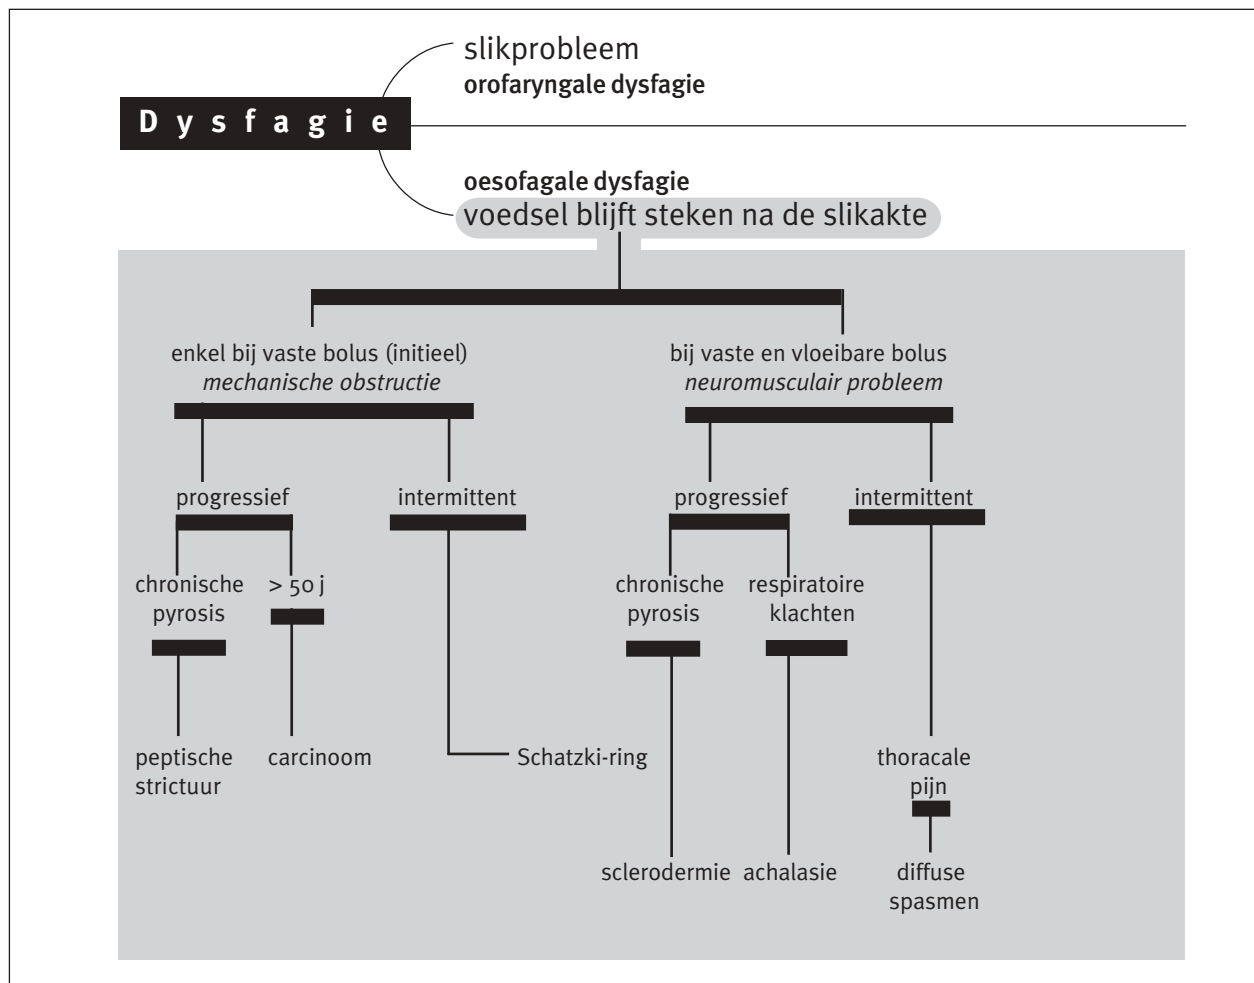 slikprobleem
orofaryngale dysfagie
Dysfagie
oesofagale dysfagie
voedsel blijft steken na de slikakte
enkel bij vaste bolus (initieel)
mechanische obstructie
bij vaste en vloeibare bolus
neuromusculair probleem
progressief
intermittent
progressief
intermittent
chronische
pyrosis
> 50 j
chronische
pyrosis
respiratoire
klachten
peptische
strictuur
carcinoom
Schatzki-ring
thoracale
pijn
sclerodermie
achalasie
diffuse
spasmen